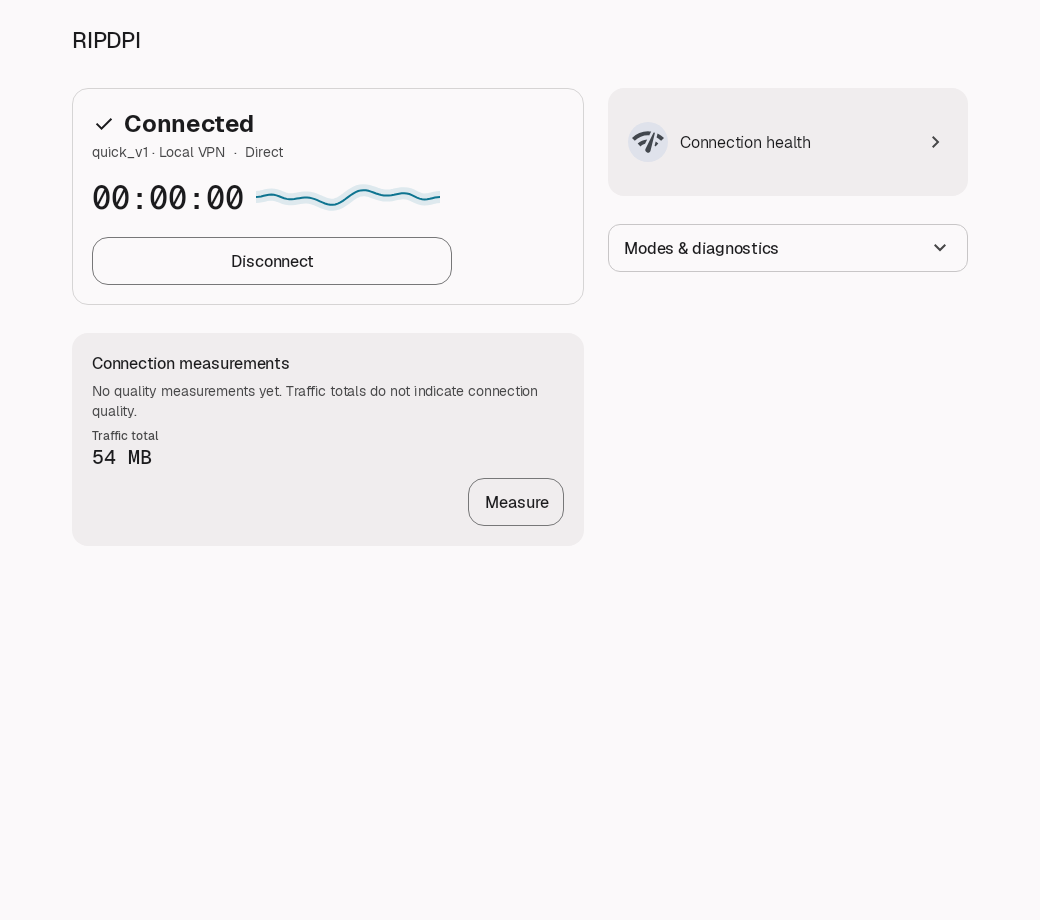 RIPDPI
Connected
quick_v1 · Local VPN · Direct
00:00:00
Disconnect
Connection measurements
No quality measurements yet. Traffic totals do not indicate connection
quality.
Traffic total
54 MB
Measure
Connection health
Modes & diagnostics